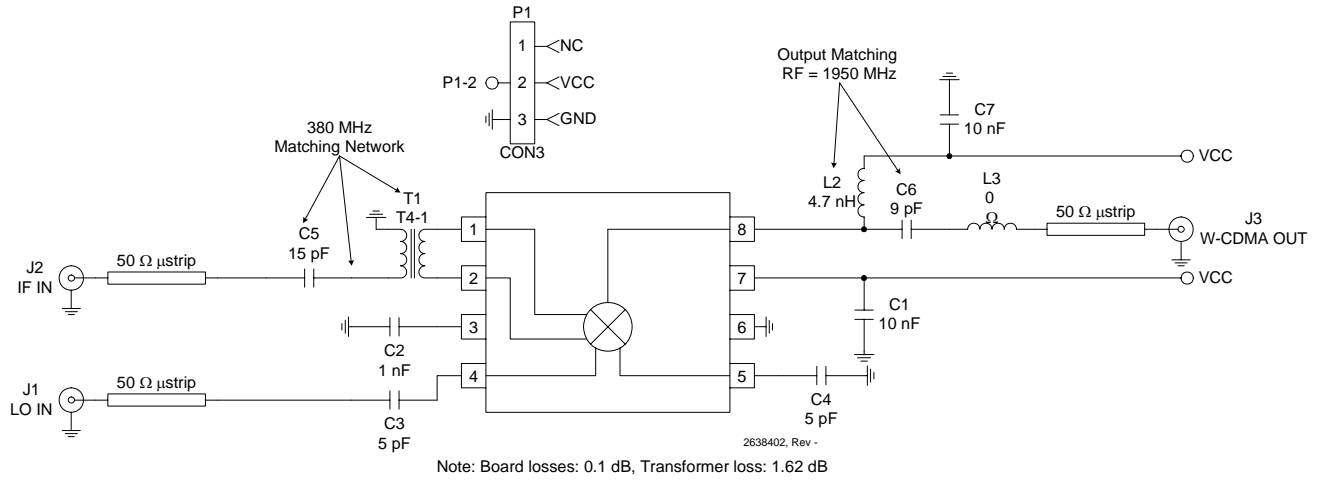 P1
1
NC
P1-2
2
VCC
3
GND
CON3
Output Matching
RF = 1950 MHz
C7
10 nF
VCC
380 MHz
Matching Network
T1
T4-1
C5
15 pF
L2
4.7 nH
C6
9 pF
L3
0
Ω
50 Ω μstrip
J3
W-CDMA OUT
1
8
J2
IF IN
50 Ω μstrip
2
7
VCC
C1
10 nF
3
6
C2
1 nF
J1
LO IN
50 Ω μstrip
4
5
C3
5 pF
C4
5 pF
2638402, Rev -
Note: Board losses: 0.1 dB, Transformer loss: 1.62 dB